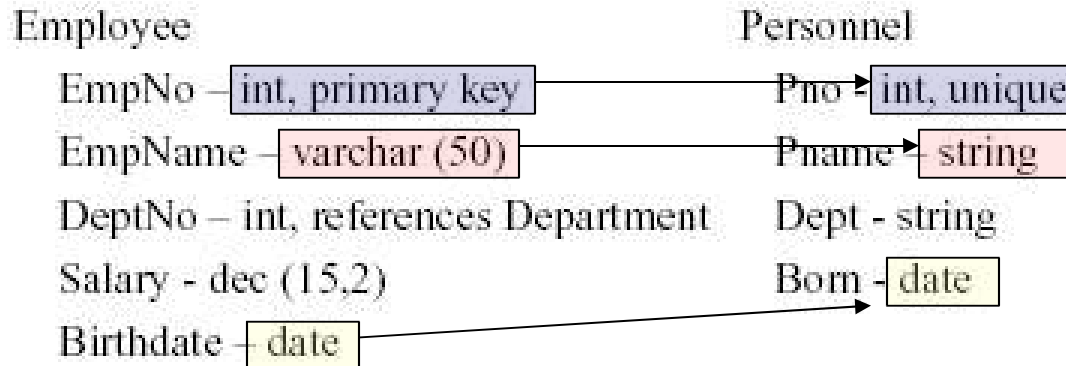 Employee
EmpNo – int, primary key
EmpName – varchar (50)
DeptNo – int, references Department
Salary - dec (15,2)
Birthdate – date
Personnel
Pno - int, unique
Pname – string
Dept - string
Born - date